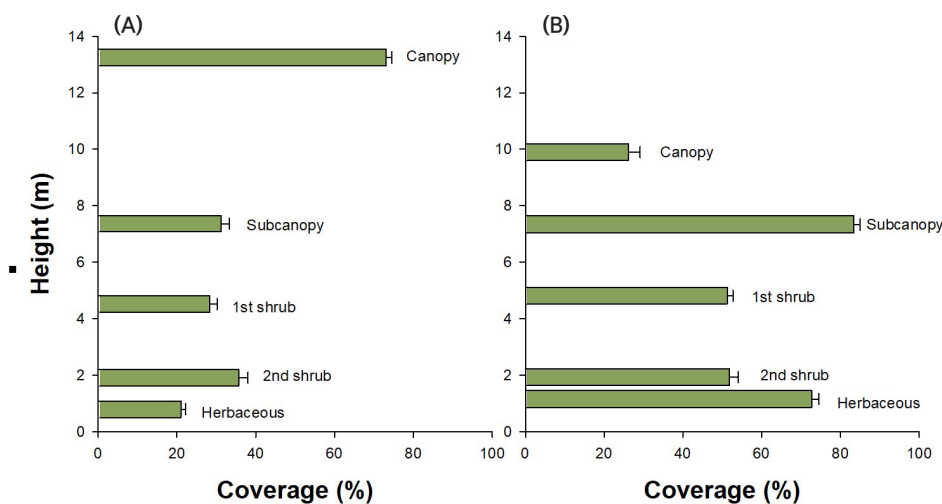 (A)
14
12
10
8
6
4
2
0
Height (m)
Canopy
Subcanopy
1st shrub
2nd shrub
Herbaceous
0 20 40 60 80 100
Coverage (%)
(B)
14
12
10
8
6
4
2
0
Canopy
Subcanopy
1st shrub
2nd shrub
Herbaceous
0 20 40 60 80 100
Coverage (%)